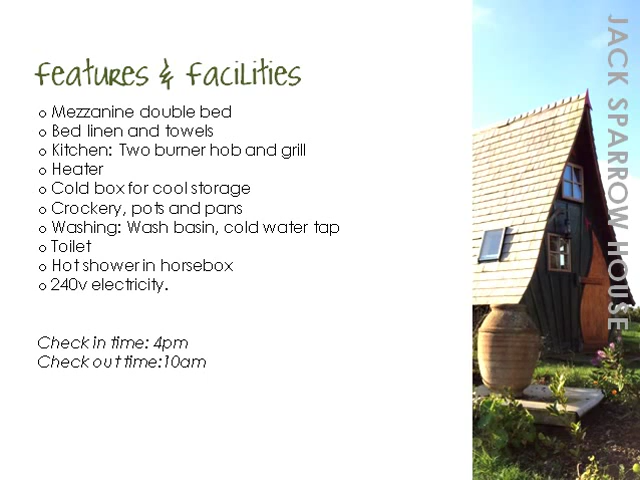 Features & Facilities
o Mezzanine double bed
o Bed linen and towels
o Kitchen: Two burner hob and grill
o Heater
o Cold box for cool storage
o Crockery, pots and pans
o Washing: Wash basin, cold water tap
o Toilet
o Hot shower in horsebox
o 240v electricity.
Check in time: 4pm
Check out time:10am
JACK SPARROW HOUSE